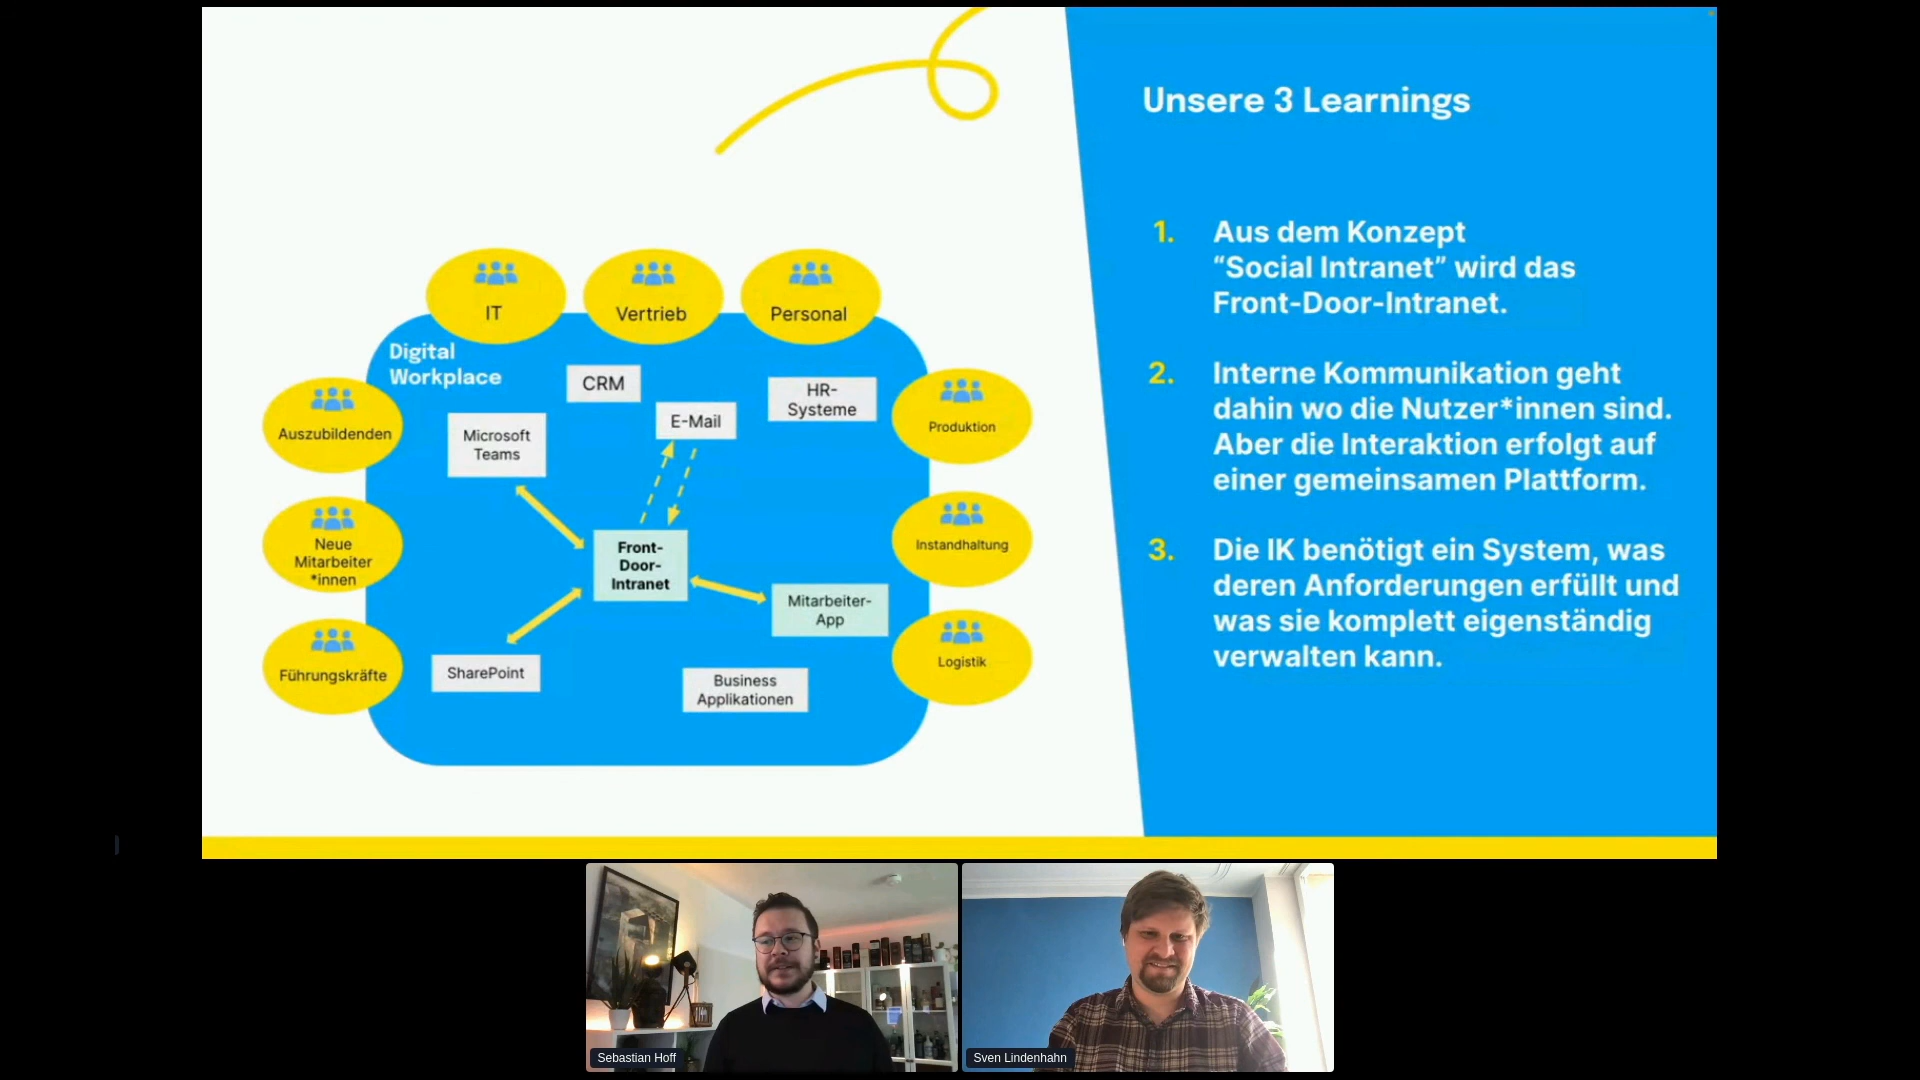 Unsere 3 Learnings
1. Aus dem Konzept
“Social Intranet” wird das
Front-Door-Intranet.
2. Interne Kommunikation geht
dahin wo die Nutzer*innen sind.
Aber die Interaktion erfolgt auf
einer gemeinsamen Plattform.
3. Die IK benötigt ein System, was
deren Anforderungen erfüllt und
was sie komplett eigenständig
verwalten kann.
IT
Vertrieb
Personal
Digital
Workplace
CRM
HR-
Systeme
E-Mail
Microsoft
Teams
Auszubildenden
Produktion
Neue
Mitarbeiter
*innen
Front-
Door-
Intranet
Instandhaltung
Mitarbeiter-
App
Führungskräfte
SharePoint
Business
Applikationen
Logistik
Sebastian Hoff
Sven Lindenhahn